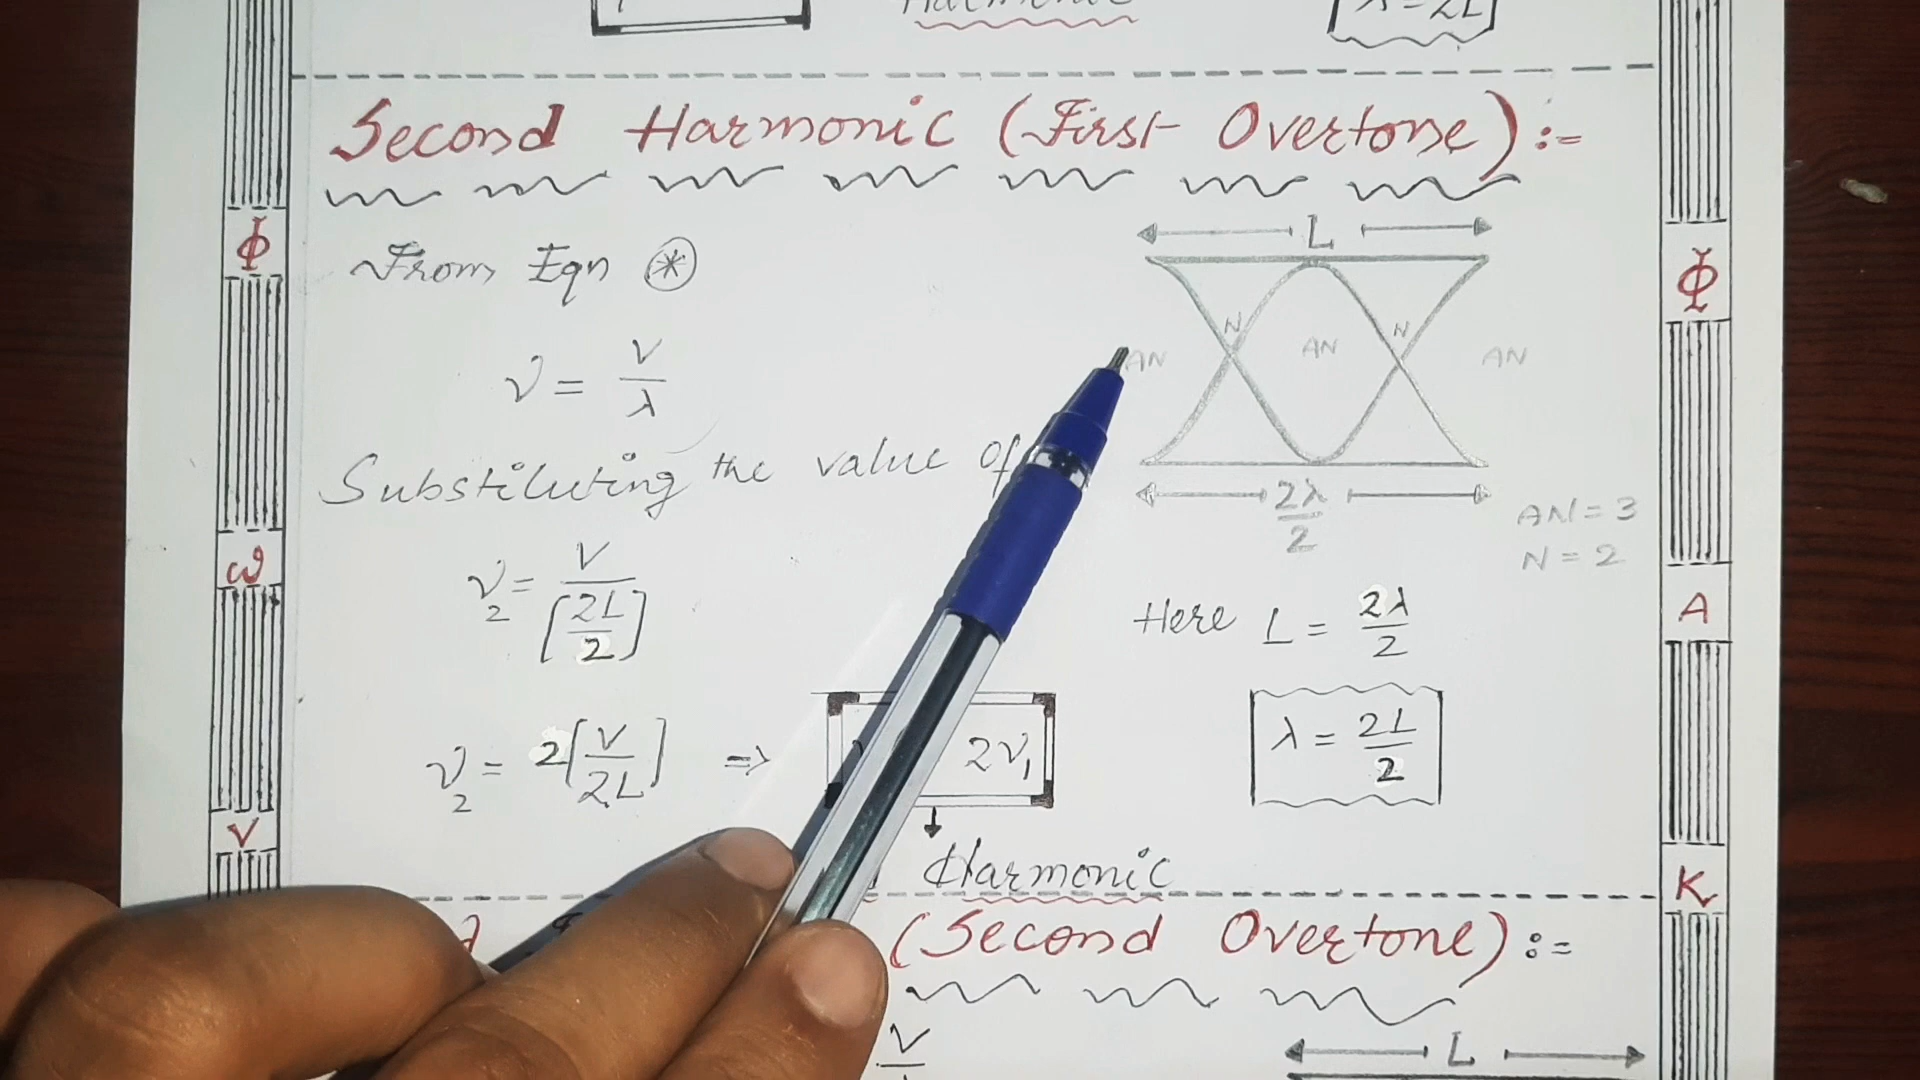 λ = 2L
Second Harmonic (First Overtone) :=
From Eqn ⊛
ν = V/λ
Substituting the value of
ν₂ = V/[2L/2]
ν₂ = 2[V/2L] ⇒ 2ν₁
Harmonic
L
N N
AN AN AN
2λ/2
AN = 3
N = 2
Here L = 2λ/2
λ = 2L/2
(Second Overtone) :=
V
L
Φ
ω
V
Φ
A
K